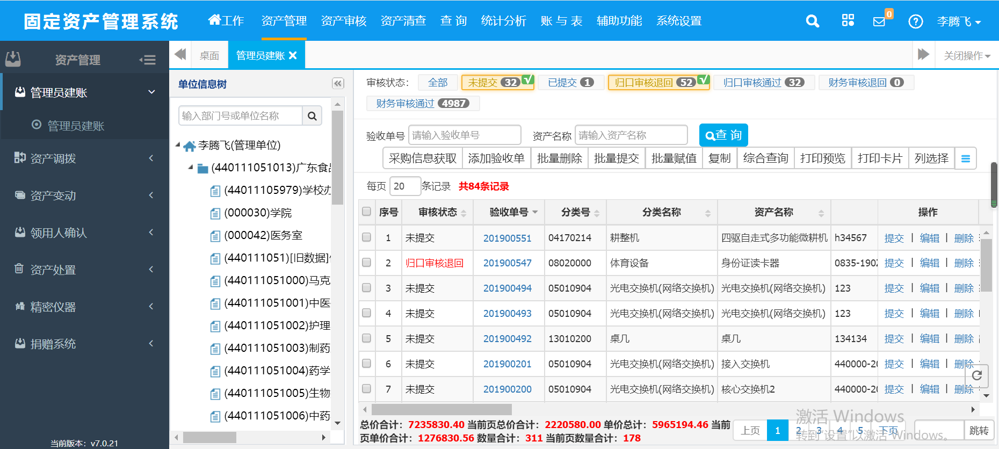 固定资产管理系统
工作 资产管理 资产审核 资产清查 查 询 统计分析 账 与 表 辅助功能 系统设置
0
李腾飞
资产管理
桌面 管理员建账
关闭操作
管理员建账
管理员建账
资产调拨
资产变动
领用人确认
资产处置
精密仪器
捐赠系统
当前版本：v7.0.21
单位信息树
输入部门号或单位名称
李腾飞(管理单位)
(440111051013)广东食品
(44011105979)学校办
(000030)学院
(000042)医务室
(440111051)[旧数据]
(440111051000)马克
(440111051001)中医
(440111051002)护理
(440111051003)制药
(440111051004)药学
(440111051005)生物
(440111051006)中药
审核状态： 全部 未提交 32 已提交 1 归口审核退回 52 归口审核通过 32 财务审核退回 0
财务审核通过 4987
验收单号 请输入验收单号 资产名称 请输入资产名称 查 询
采购信息获取 添加验收单 批量删除 批量提交 批量赋值 复制 综合查询 打印预览 打印卡片 列选择
每页 20 条记录 共84条记录
序号 审核状态 验收单号 分类号 分类名称 资产名称 操作
1 未提交 201900551 04170214 耕整机 四驱自走式多功能微耕机 h34567 提交 | 编辑 | 删除
2 归口审核退回 201900547 08020000 体育设备 身份证读卡器 0835-190Z 提交 | 编辑 | 删除
3 未提交 201900494 05010904 光电交换机(网络交换机) 光电交换机(网络交换机) 123 提交 | 编辑 | 删除
4 未提交 201900493 05010904 光电交换机(网络交换机) 光电交换机(网络交换机) 123 提交 | 编辑 | 删除
5 未提交 201900492 13010200 桌几 桌几 134134 提交 | 编辑 | 删除
6 未提交 201900201 05010904 光电交换机(网络交换机) 接入交换机 440000-20 提交 | 编辑 | 删除
7 未提交 201900200 05010904 光电交换机(网络交换机) 核心交换机2 440000-20 提交 | 编辑 | 删除
总价合计：7235830.40 当前页总价合计：2220580.00 单价总计：5965194.46 当前
页单价合计：1276830.56 数量合计：311 当前页数量合计：178
上页 1 2 3 4 5 下页 跳转
激活 Windows
转到"设置"以激活 Windows。